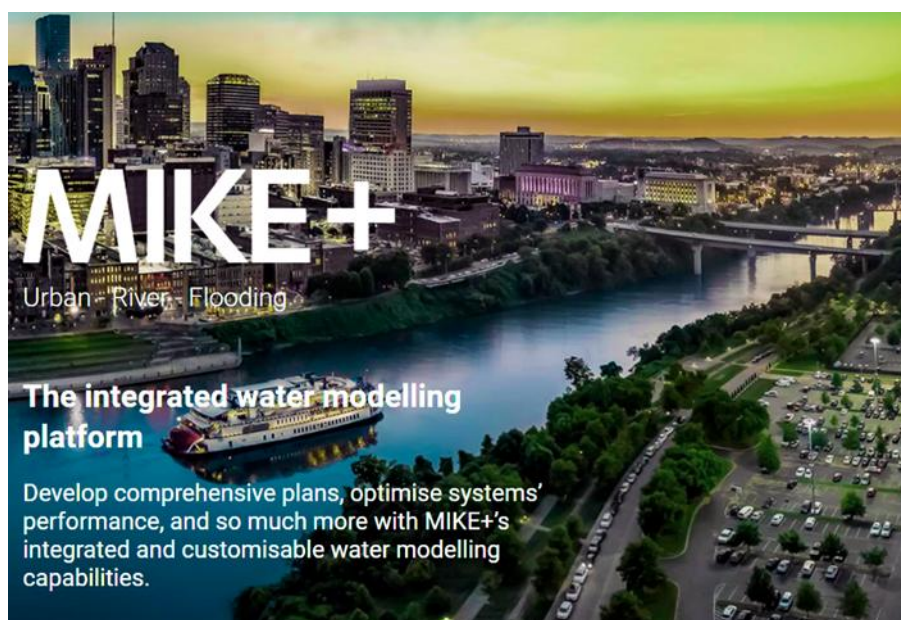 MIKE+
Urban - River - Flooding
The integrated water modelling
platform
Develop comprehensive plans, optimise systems'
performance, and so much more with MIKE+'s
integrated and customisable water modelling
capabilities.